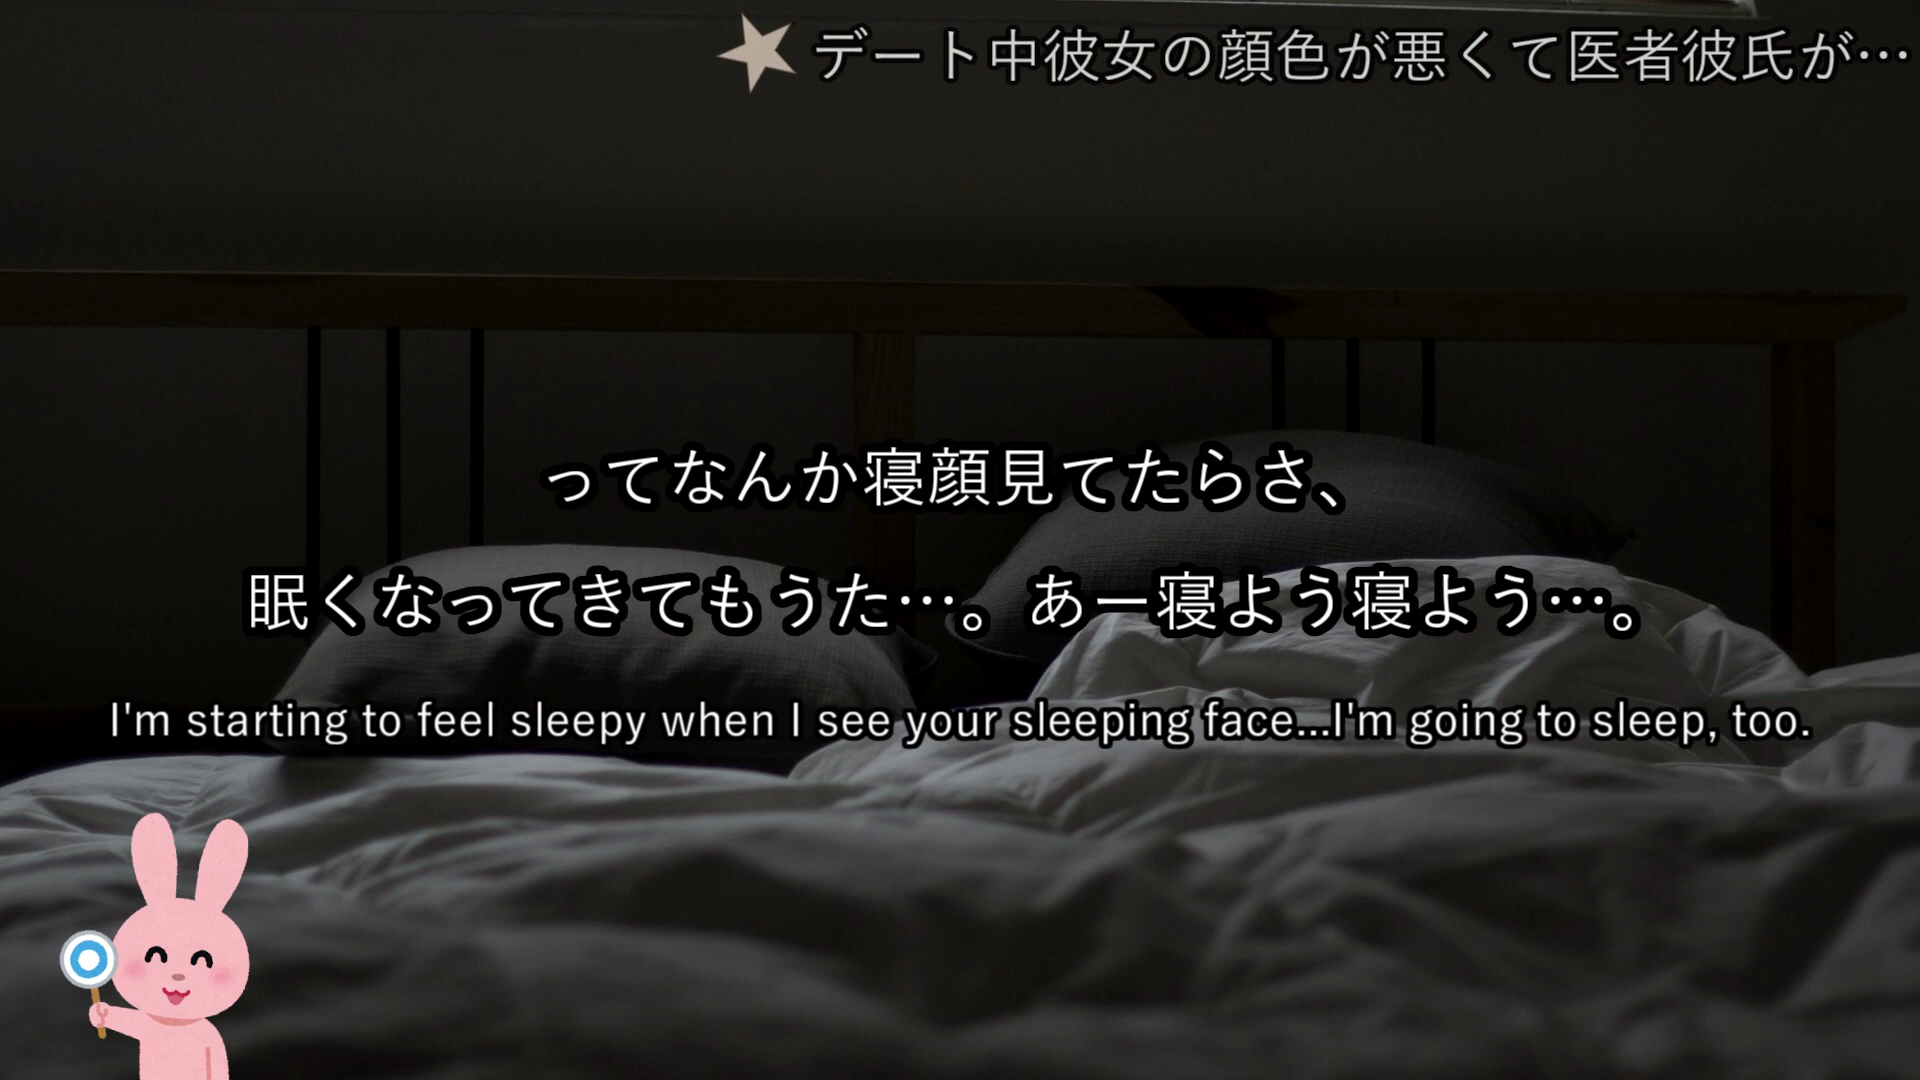 ★デート中彼女の顔色が悪くて医者彼氏が…
ってなんか寝顔見てたらさ、
眠くなってきてもうた…。あー寝よう寝よう…。
I'm starting to feel sleepy when I see your sleeping face...I'm going to sleep, too.